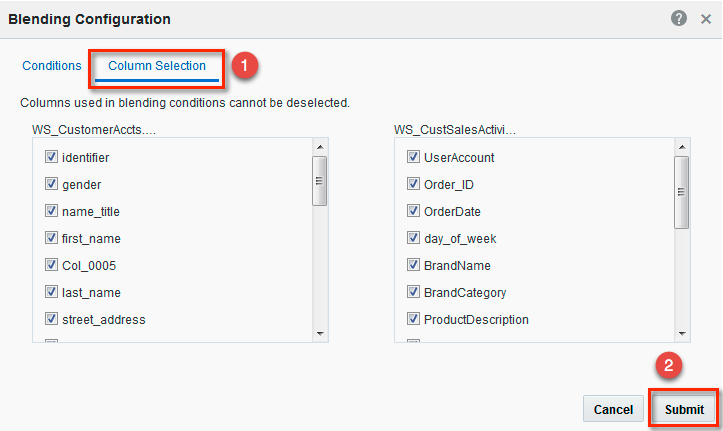 Blending Configuration
?
Conditions
Column Selection
1
Columns used in blending conditions cannot be deselected.
WS_CustomerAccts....
identifier
gender
name_title
first_name
Col_0005
last_name
street_address
WS_CustSalesActivi...
UserAccount
Order_ID
OrderDate
day_of_week
BrandName
BrandCategory
ProductDescription
2
Cancel
Submit